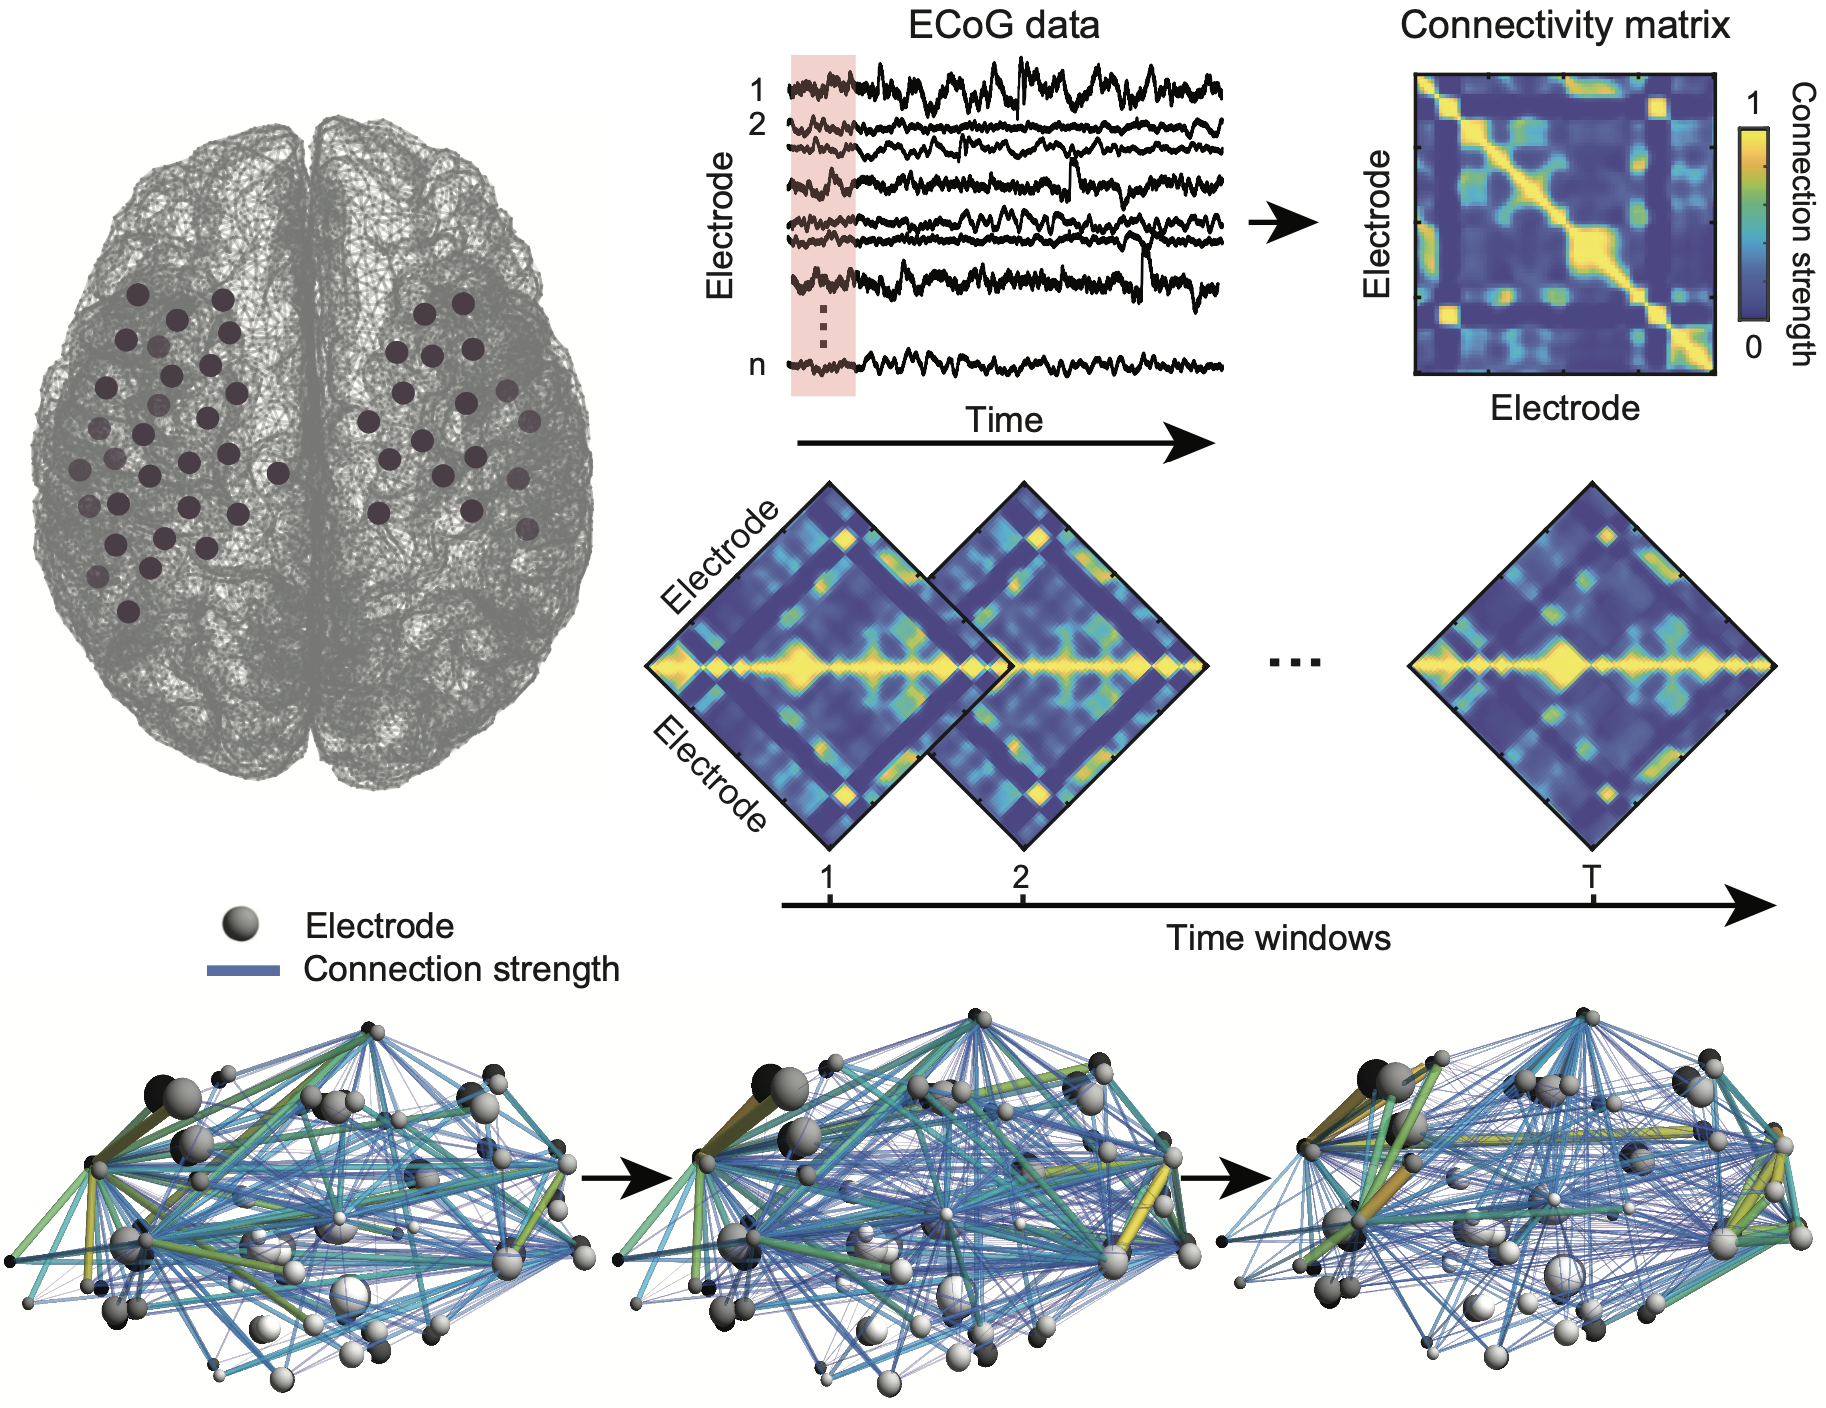 ECoG data
Connectivity matrix
1
2
n
Electrode
Time
Electrode
Electrode
1
0
Connection strength
Electrode
Electrode
1
2
T
Time windows
Electrode
Connection strength